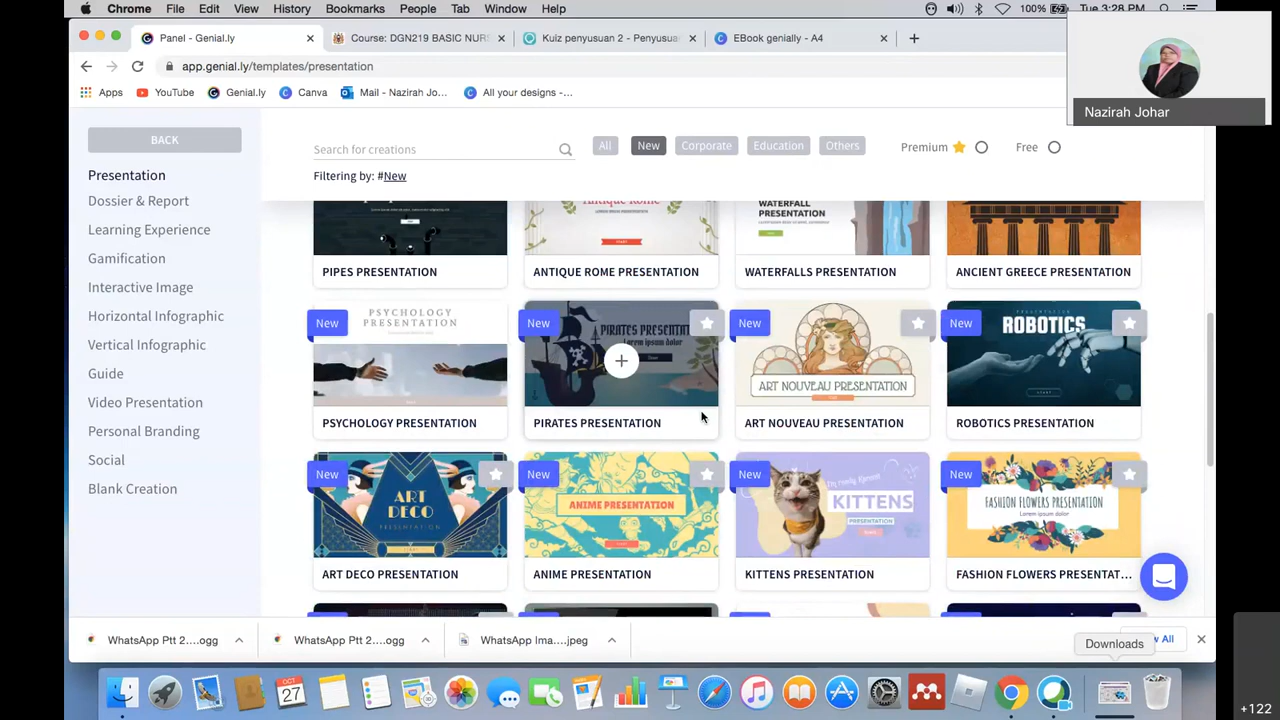 Chrome File Edit View History Bookmarks People Tab Window Help
100% Tue 3:28 PM
Panel - Genial.ly
Course: DGN219 BASIC NUR
Kuiz penyusuan 2 - Penyusua
EBook genially - A4
app.genial.ly/templates/presentation
Apps YouTube Genial.ly Canva Mail - Nazirah Jo... All your designs -...
Nazirah Johar
BACK
Presentation
Dossier & Report
Learning Experience
Gamification
Interactive Image
Horizontal Infographic
Vertical Infographic
Guide
Video Presentation
Personal Branding
Social
Blank Creation
Search for creations
All New Corporate Education Others
Premium Free
Filtering by: #New
Antique Rome
WATERFALL
PRESENTATION
PIPES PRESENTATION
ANTIQUE ROME PRESENTATION
WATERFALLS PRESENTATION
ANCIENT GREECE PRESENTATION
New
PSYCHOLOGY
PRESENTATION
PSYCHOLOGY PRESENTATION
New
PIRATES PRESENTATI
Lorem ipsum dolor
PIRATES PRESENTATION
New
ART NOUVEAU PRESENTATION
ART NOUVEAU PRESENTATION
New
ROBOTICS
ROBOTICS PRESENTATION
New
ART
DECO
PRESENTATION
ART DECO PRESENTATION
New
ANIME PRESENTATION
ANIME PRESENTATION
New
KITTENS
PRESENTATION
KITTENS PRESENTATION
New
FASHION FLOWERS PRESENTATION
Lorem ipsum dolor
FASHION FLOWERS PRESENTAT...
WhatsApp Ptt 2....ogg
WhatsApp Ptt 2....ogg
WhatsApp Ima....jpeg
Downloads
w All
OCT
27
+122